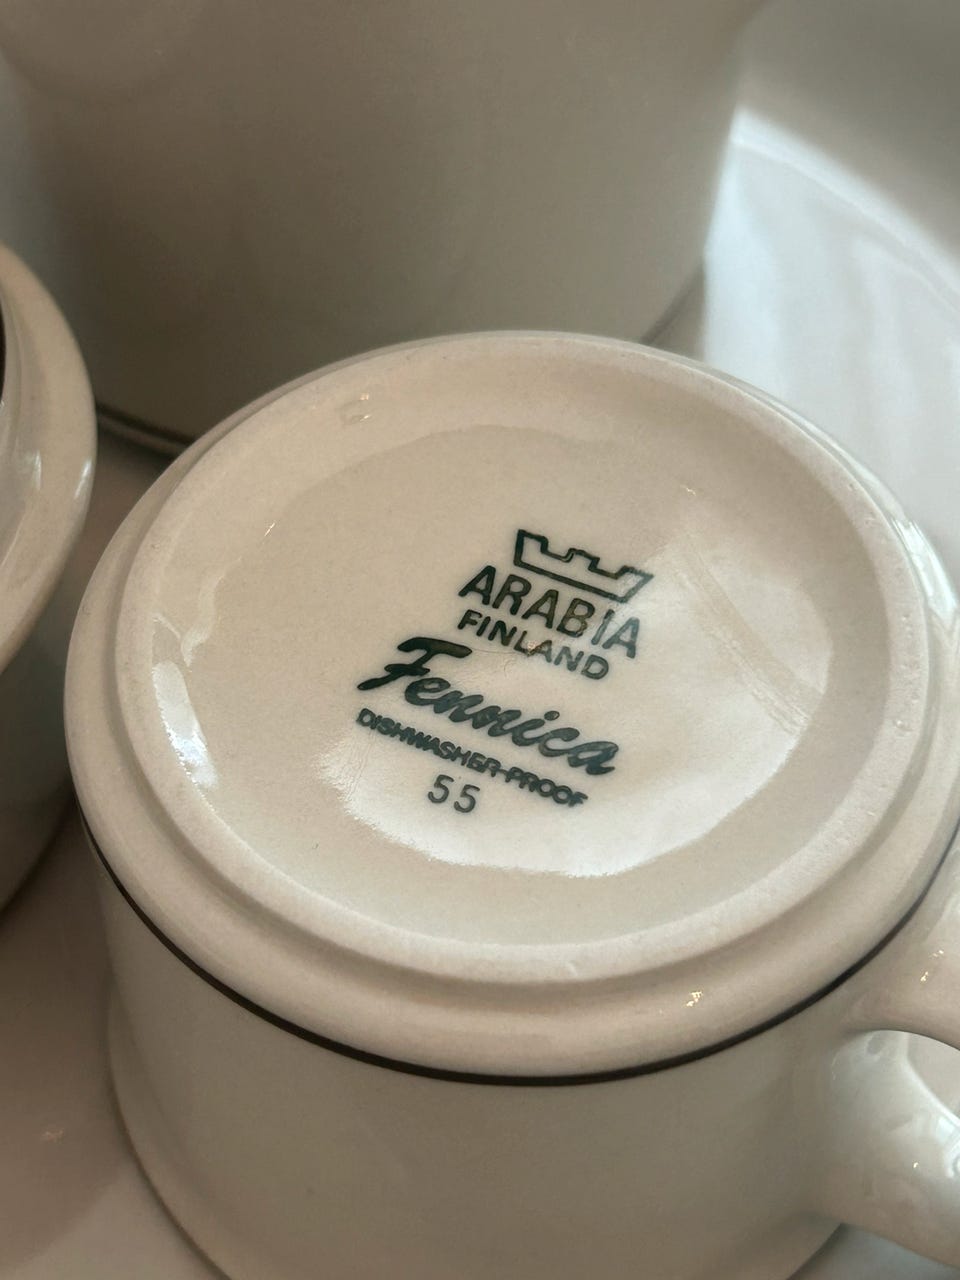 ARABIA
FINLAND
Fennica
DISHWASHER-PROOF
55